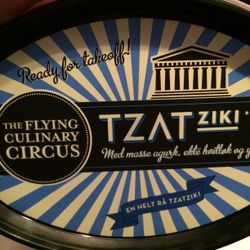 Ready for takeoff!
THE FLYING
CULINARY
CIRCUS
TZATZIKI
Med masse agurk, ekte hvitløk og y
EN HELT RÅ TZATZIKI